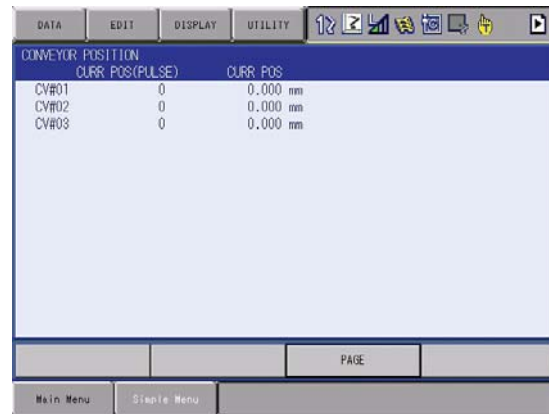 DATA EDIT DISPLAY UTILITY
CONVEYOR POSITION
CURR POS(PULSE) CURR POS
CV#01 0 0.000 mm
CV#02 0 0.000 mm
CV#03 0 0.000 mm
PAGE
Main Menu Simple Menu